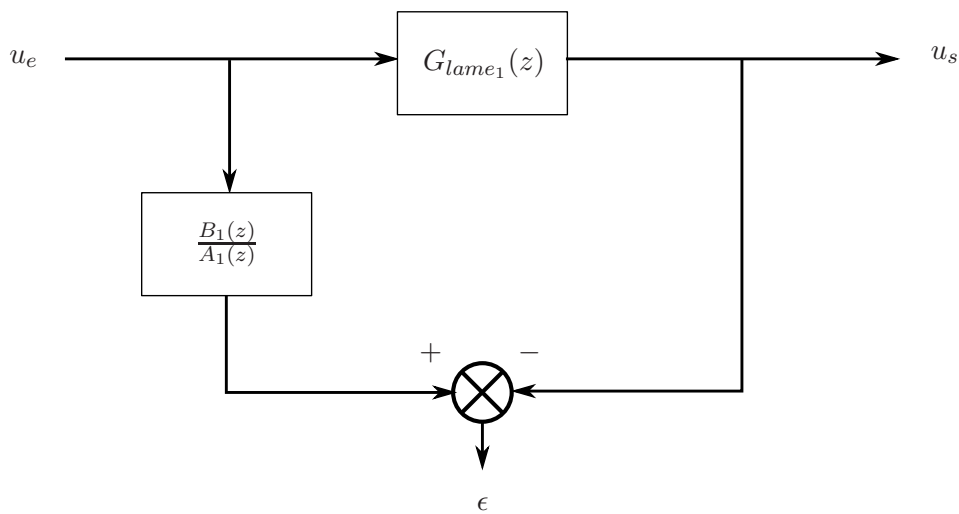 u_e
G_{lame_1}(z)
u_s
B_1(z)
A_1(z)
+
−
ϵ